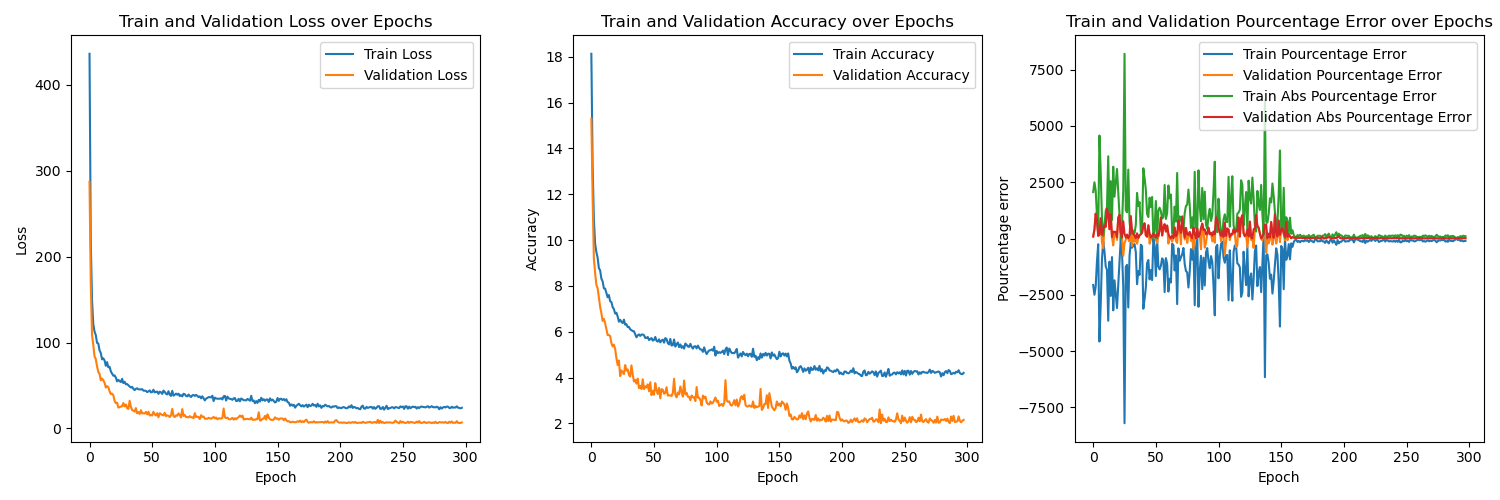 Train and Validation Loss over Epochs
Train Loss
Validation Loss
400
300
200
100
0
Loss
0 50 100 150 200 250 300
Epoch
Train and Validation Accuracy over Epochs
Train Accuracy
Validation Accuracy
18
16
14
12
10
8
6
4
2
Accuracy
0 50 100 150 200 250 300
Epoch
Train and Validation Pourcentage Error over Epochs
Train Pourcentage Error
Validation Pourcentage Error
Train Abs Pourcentage Error
Validation Abs Pourcentage Error
7500
5000
2500
0
−2500
−5000
−7500
Pourcentage error
0 50 100 150 200 250 300
Epoch